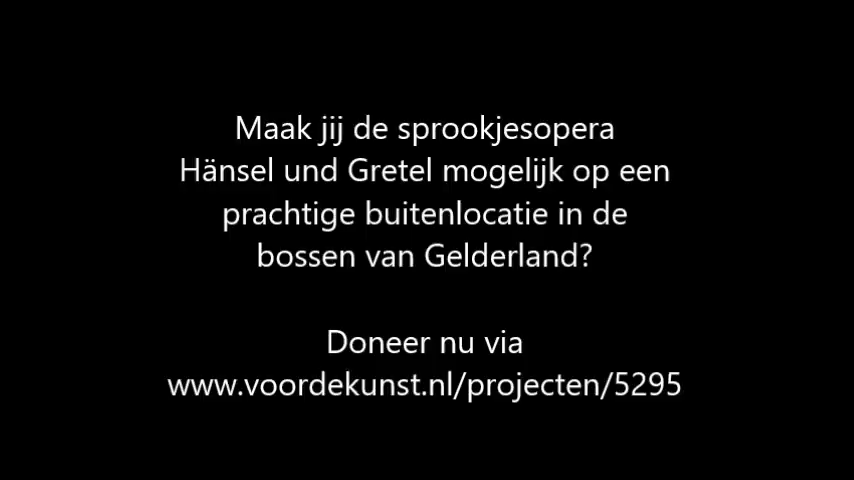 Maak jij de sprookjesopera
Hänsel und Gretel mogelijk op een
prachtige buitenlocatie in de
bossen van Gelderland?
Doneer nu via
www.voordekunst.nl/projecten/5295